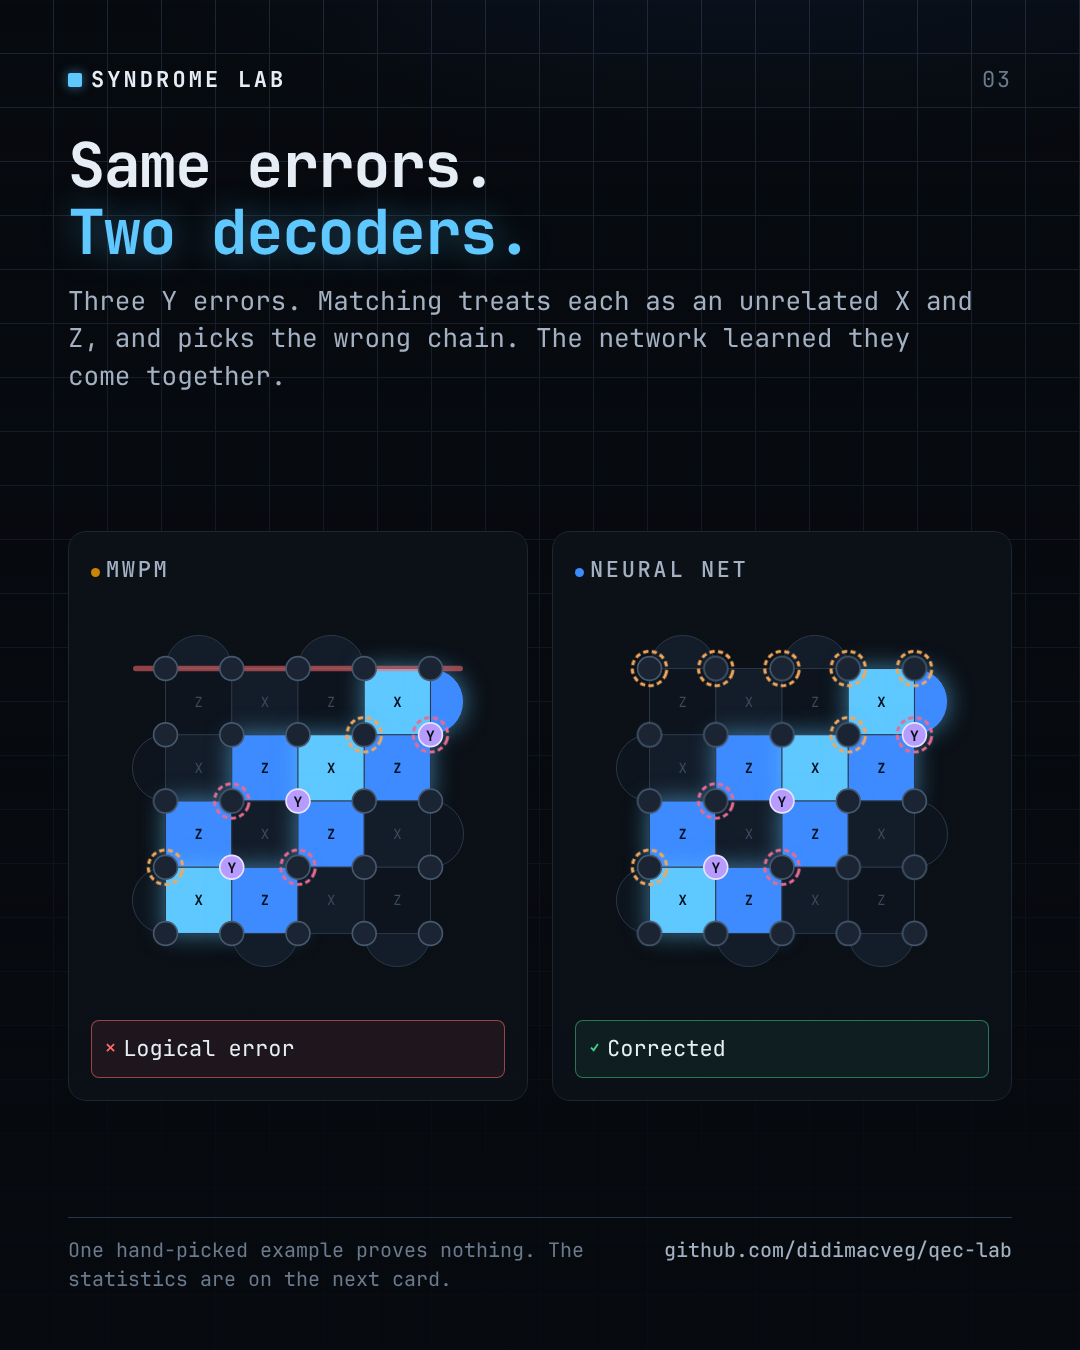 SYNDROME LAB
03
Same errors.
Two decoders.
Three Y errors. Matching treats each as an unrelated X and
Z, and picks the wrong chain. The network learned they
come together.
MWPM
Z X Z X
Y
X Z X Z
Y
Z X Z X
Y
X Z X Z
× Logical error
NEURAL NET
Z X Z X
Y
X Z X Z
Y
Z X Z X
Y
X Z X Z
✓ Corrected
One hand-picked example proves nothing. The
statistics are on the next card.
github.com/didimacveg/qec-lab